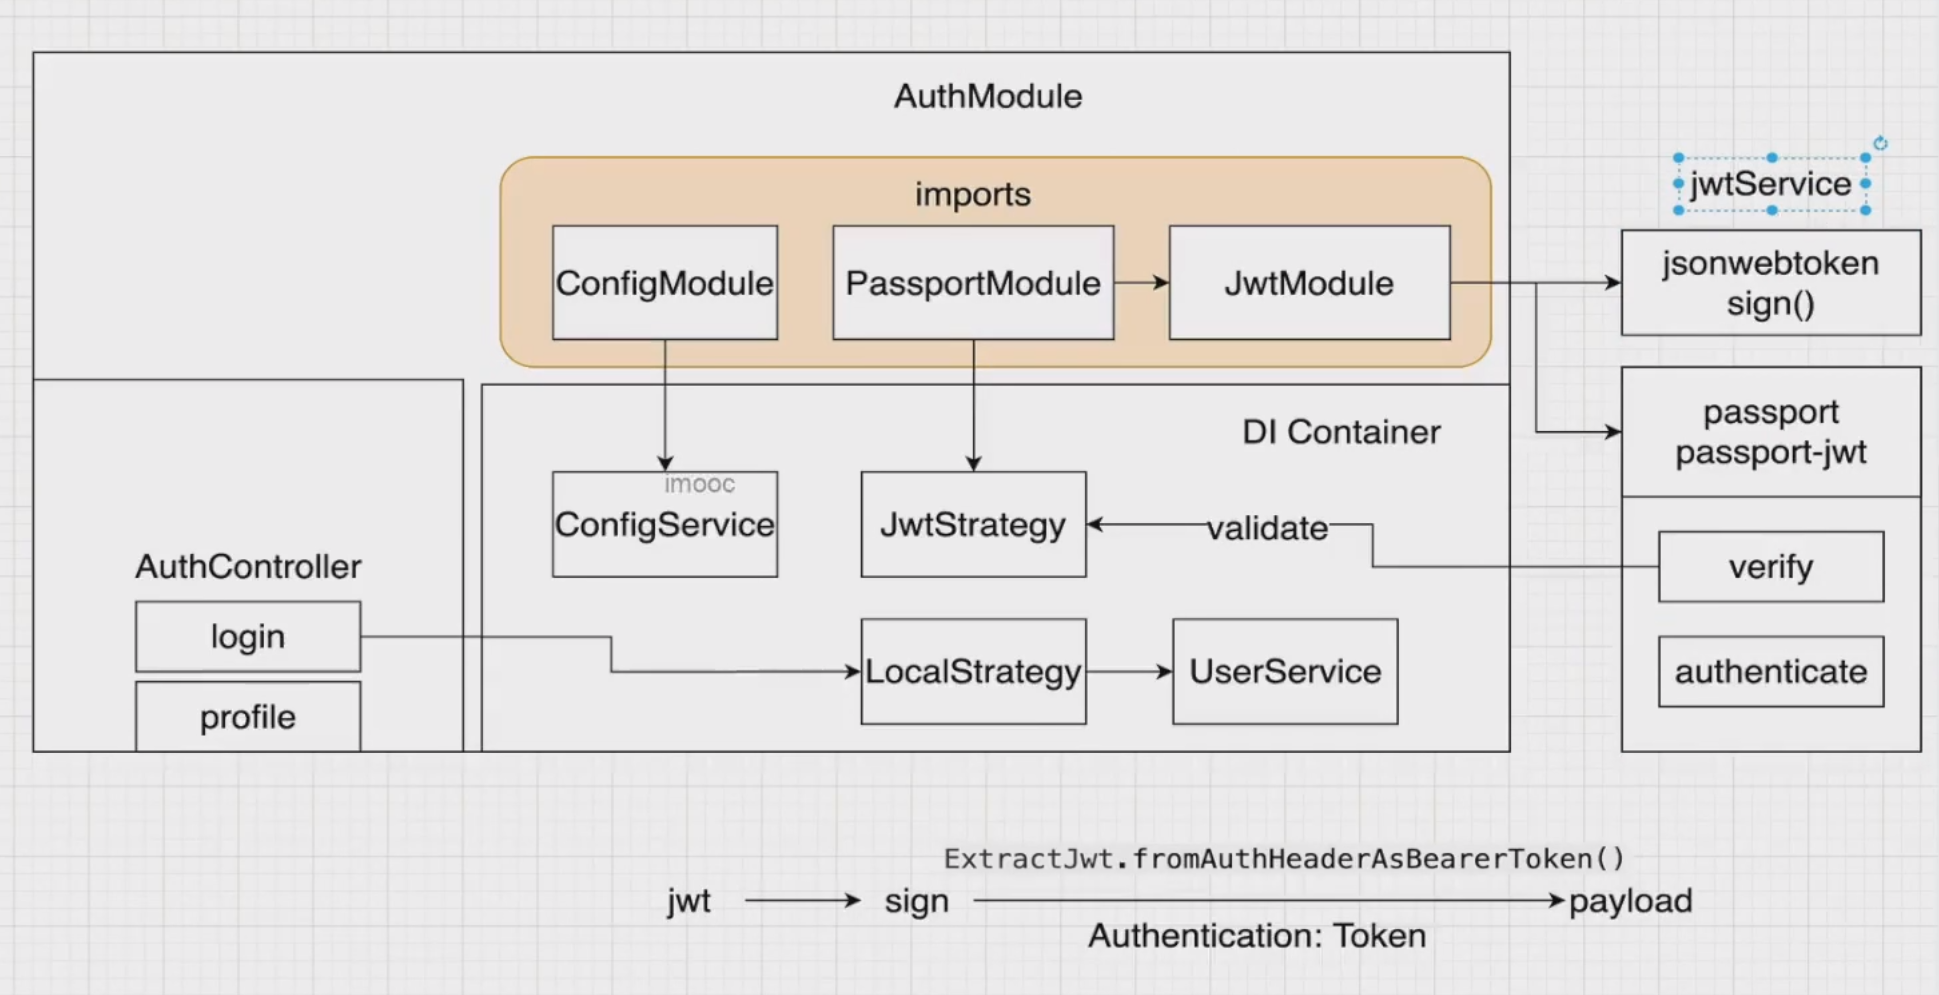 AuthModule
imports
ConfigModule
PassportModule
JwtModule
jwtService
jsonwebtoken
sign()
passport
passport-jwt
verify
authenticate
DI Container
imooc
ConfigService
JwtStrategy
validate
AuthController
login
profile
LocalStrategy
UserService
ExtractJwt.fromAuthHeaderAsBearerToken()
jwt
sign
payload
Authentication: Token